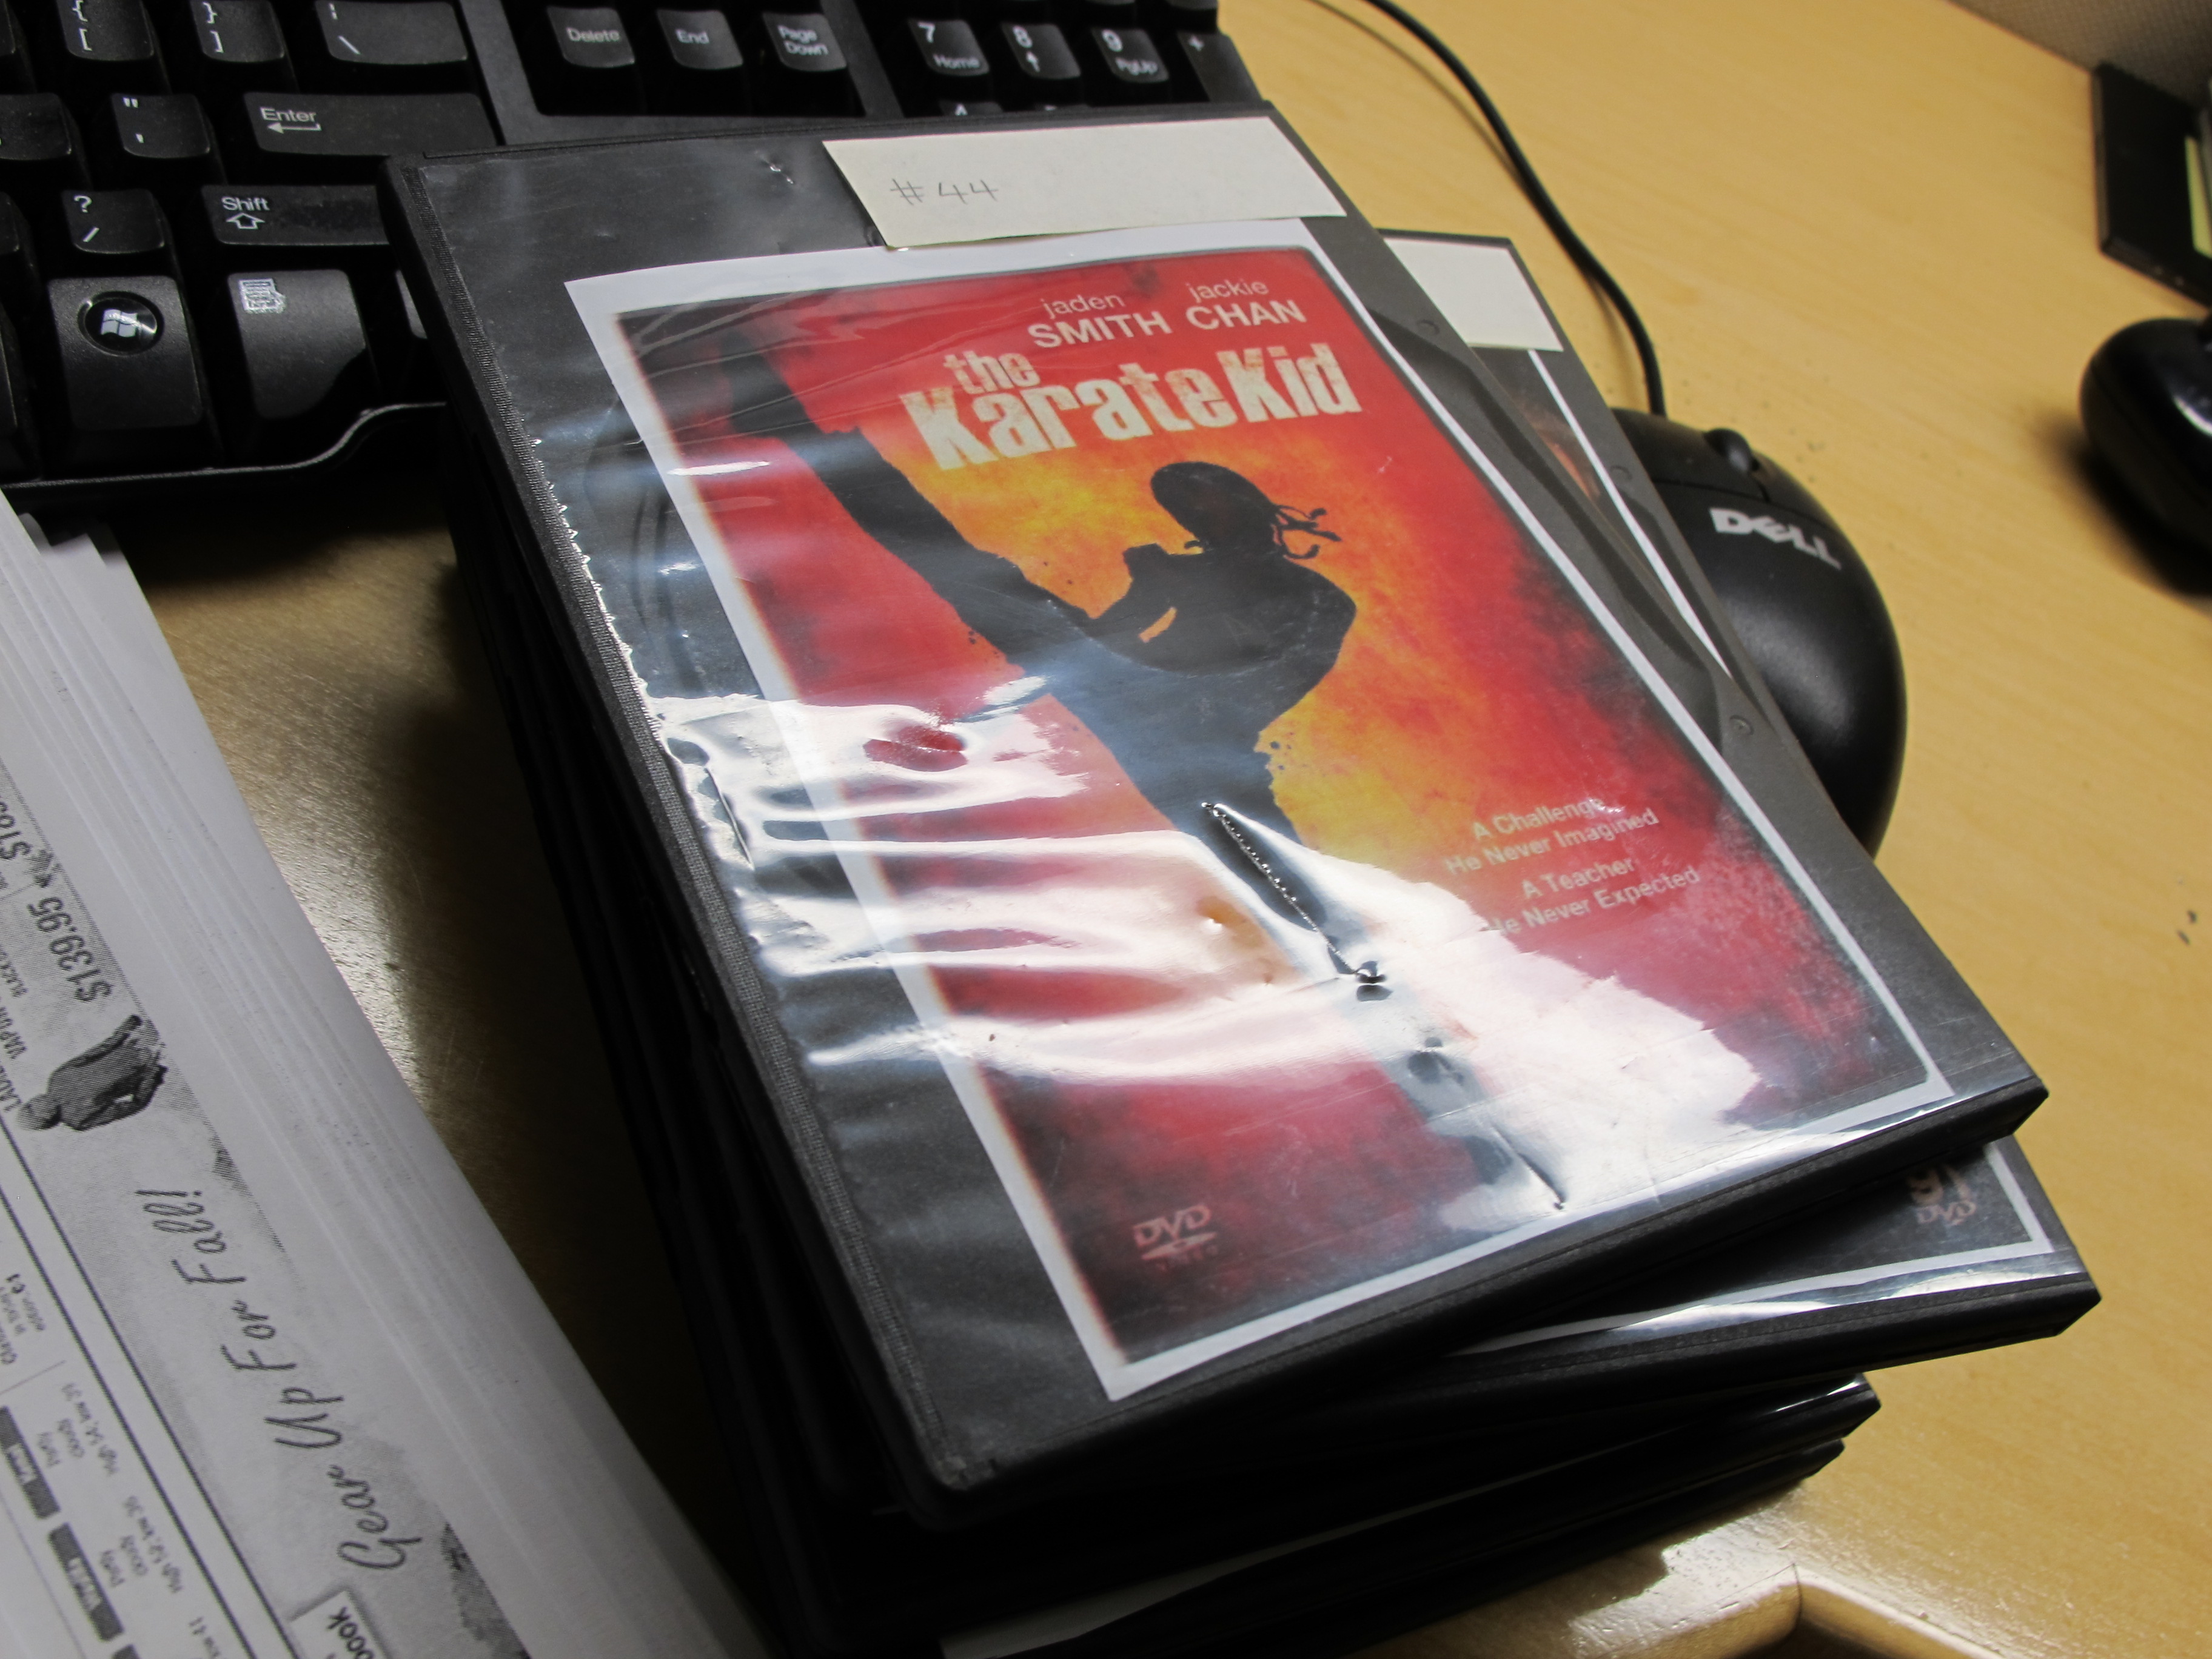 {
[
}
]
|
\
Delete
End
Page
Down
7
Home
8
9
PgUp
+
"
'
Enter
?
/
Shift
#44
jaden
SMITH
jackie
CHAN
the
Karate Kid
A Challenge
He Never Imagined
A Teacher
He Never Expected
DVD
DELL
$139.95
Gear Up For Fall!